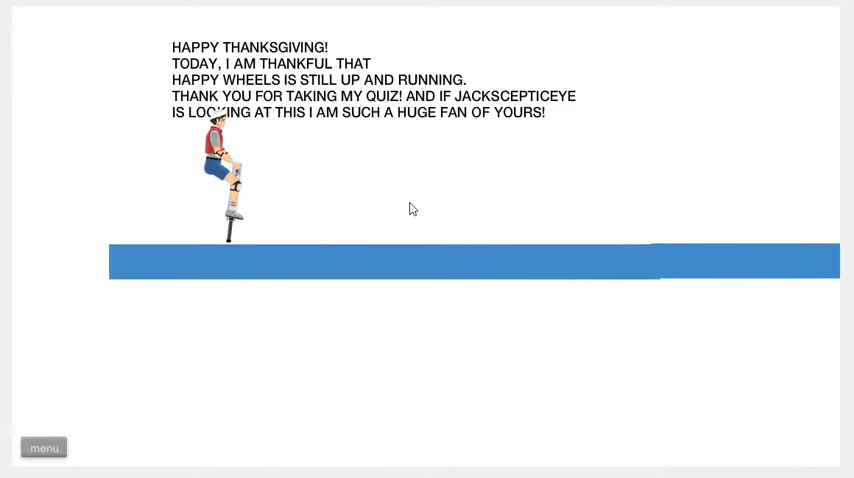 HAPPY THANKSGIVING!
TODAY, I AM THANKFUL THAT
HAPPY WHEELS IS STILL UP AND RUNNING.
THANK YOU FOR TAKING MY QUIZ! AND IF JACKSCEPTICEYE
IS LOOKING AT THIS I AM SUCH A HUGE FAN OF YOURS!
menu